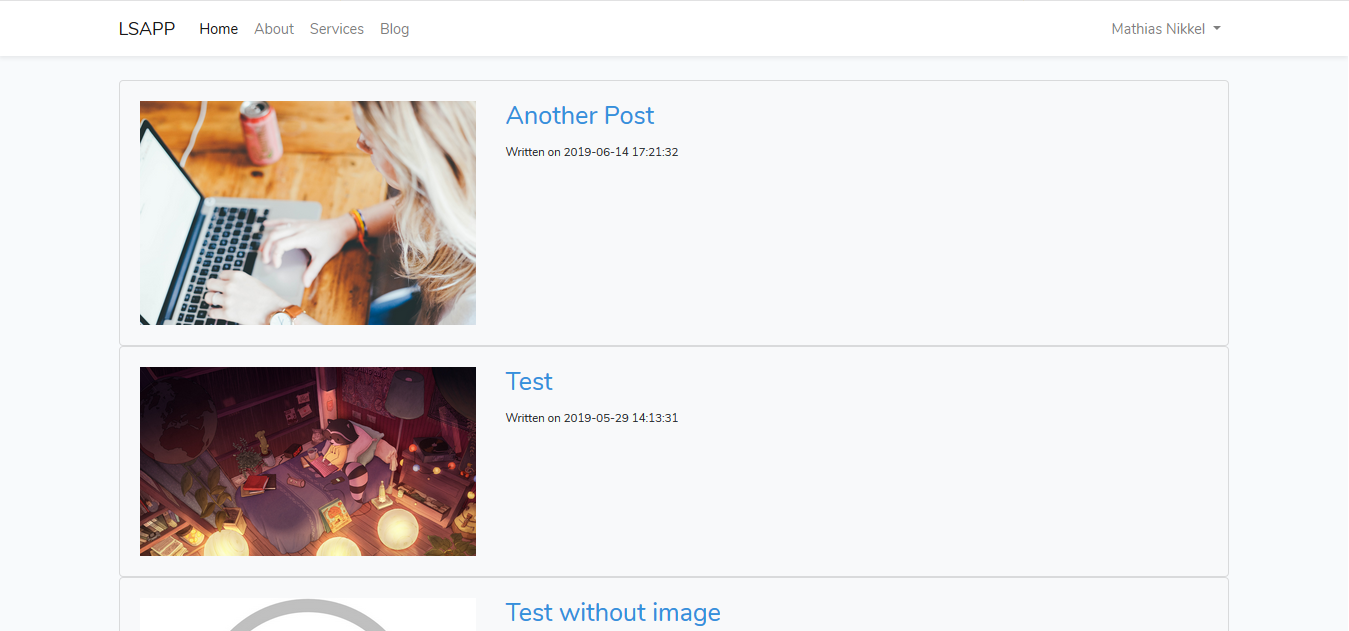 LSAPP Home About Services Blog Mathias Nikkel
Another Post
Written on 2019-06-14 17:21:32
Test
Written on 2019-05-29 14:13:31
Test without image